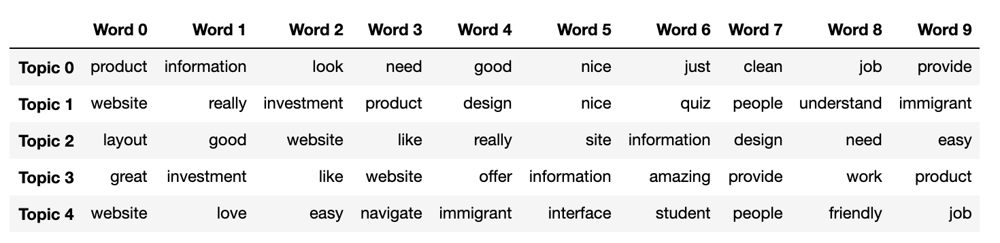 Word 0 Word 1 Word 2 Word 3 Word 4 Word 5 Word 6 Word 7 Word 8 Word 9
Topic 0 product information look need good nice just clean job provide
Topic 1 website really investment product design nice quiz people understand immigrant
Topic 2 layout good website like really site information design need easy
Topic 3 great investment like website offer information amazing provide work product
Topic 4 website love easy navigate immigrant interface student people friendly job